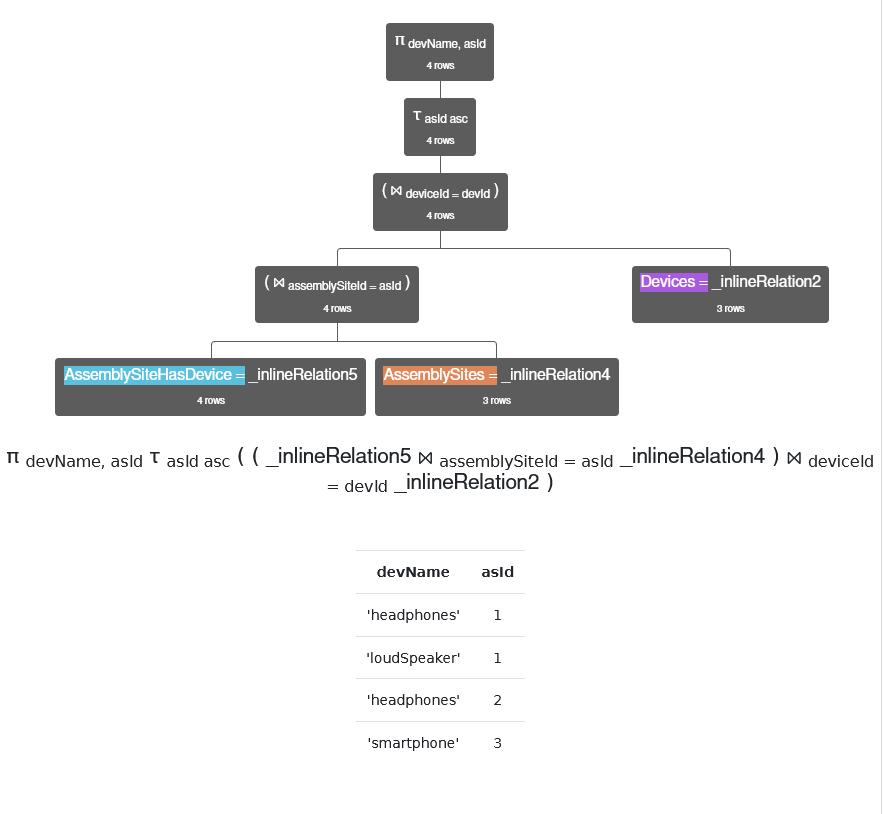 π devName, asId
4 rows
τ asId asc
4 rows
( ⋈ deviceId = devId )
4 rows
( ⋈ assemblySiteId = asId )
4 rows
Devices = _inlineRelation2
3 rows
AssemblySiteHasDevice = _inlineRelation5
4 rows
AssemblySites = _inlineRelation4
3 rows
π devName, asId τ asId asc ( ( _inlineRelation5 ⋈ assemblySiteId = asId _inlineRelation4 ) ⋈ deviceId
= devId _inlineRelation2 )
devName asId
'headphones' 1
'loudSpeaker' 1
'headphones' 2
'smartphone' 3